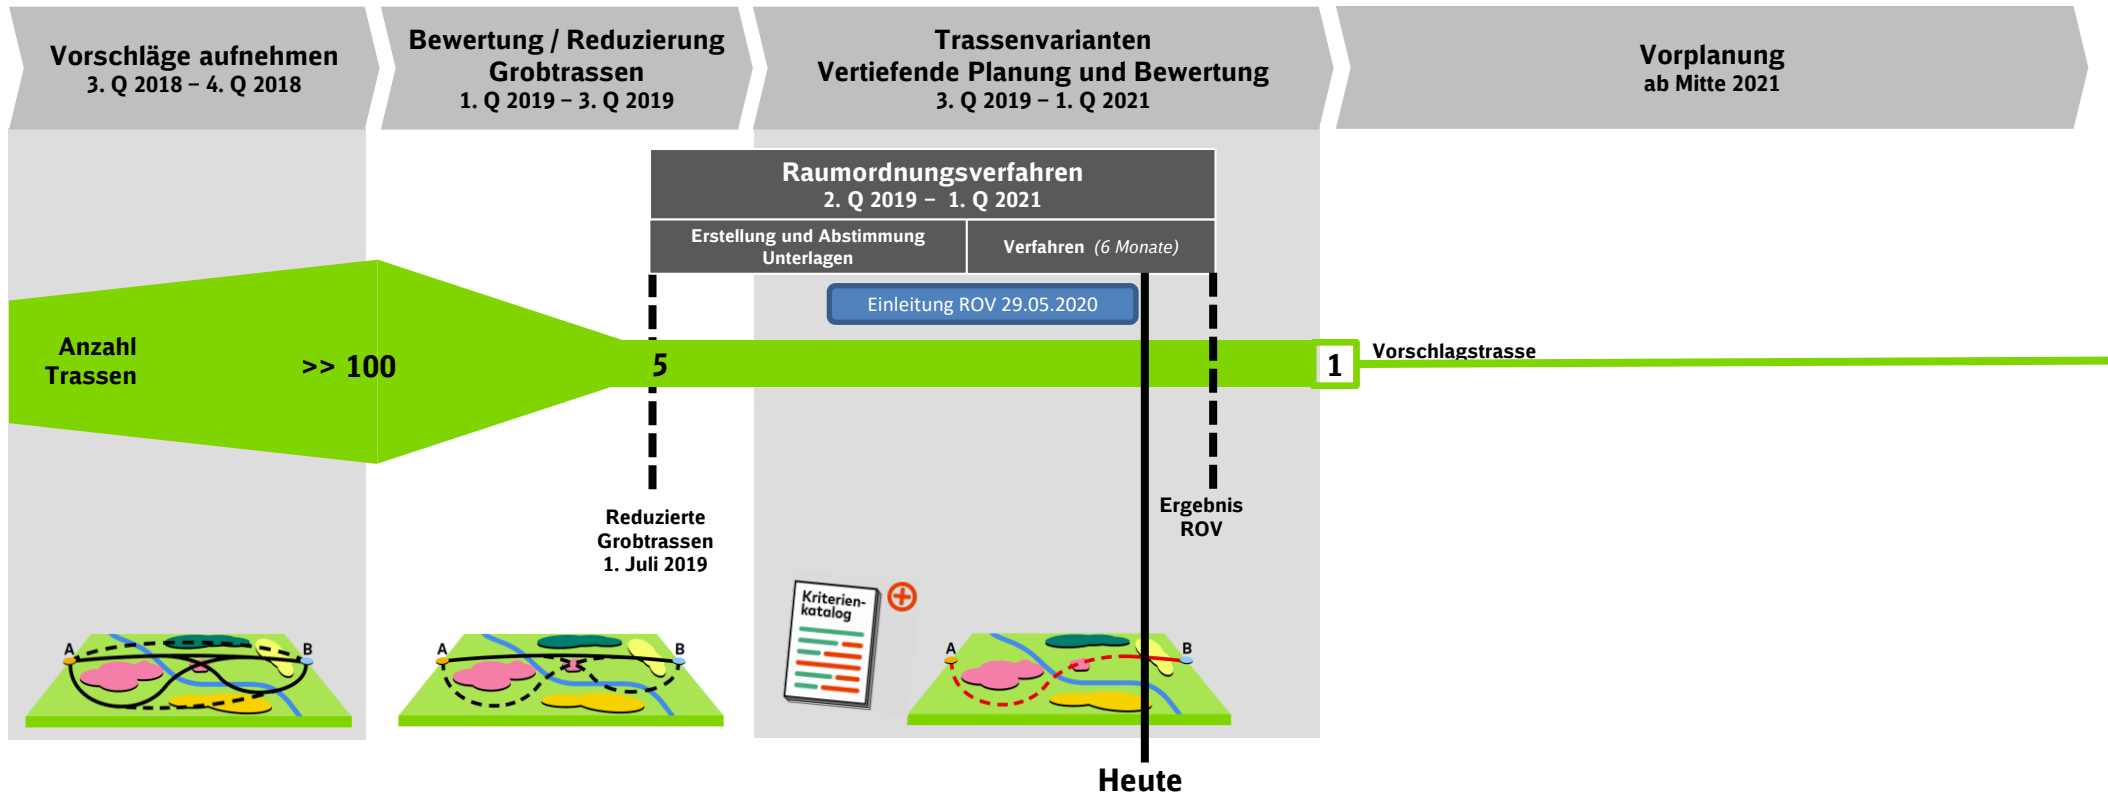 Vorschläge aufnehmen
3. Q 2018 – 4. Q 2018
Bewertung / Reduzierung
Grobtrassen
1. Q 2019 – 3. Q 2019
Trassenvarianten
Vertiefende Planung und Bewertung
3. Q 2019 – 1. Q 2021
Vorplanung
ab Mitte 2021
Raumordnungsverfahren
2. Q 2019 – 1. Q 2021
Erstellung und Abstimmung
Unterlagen
Verfahren (6 Monate)
Einleitung ROV 29.05.2020
Anzahl
Trassen
>> 100
5
1
Vorschlagstrasse
Reduzierte
Grobtrassen
1. Juli 2019
Ergebnis
ROV
Kriterien-
katalog
A
B
A
B
A
B
Heute